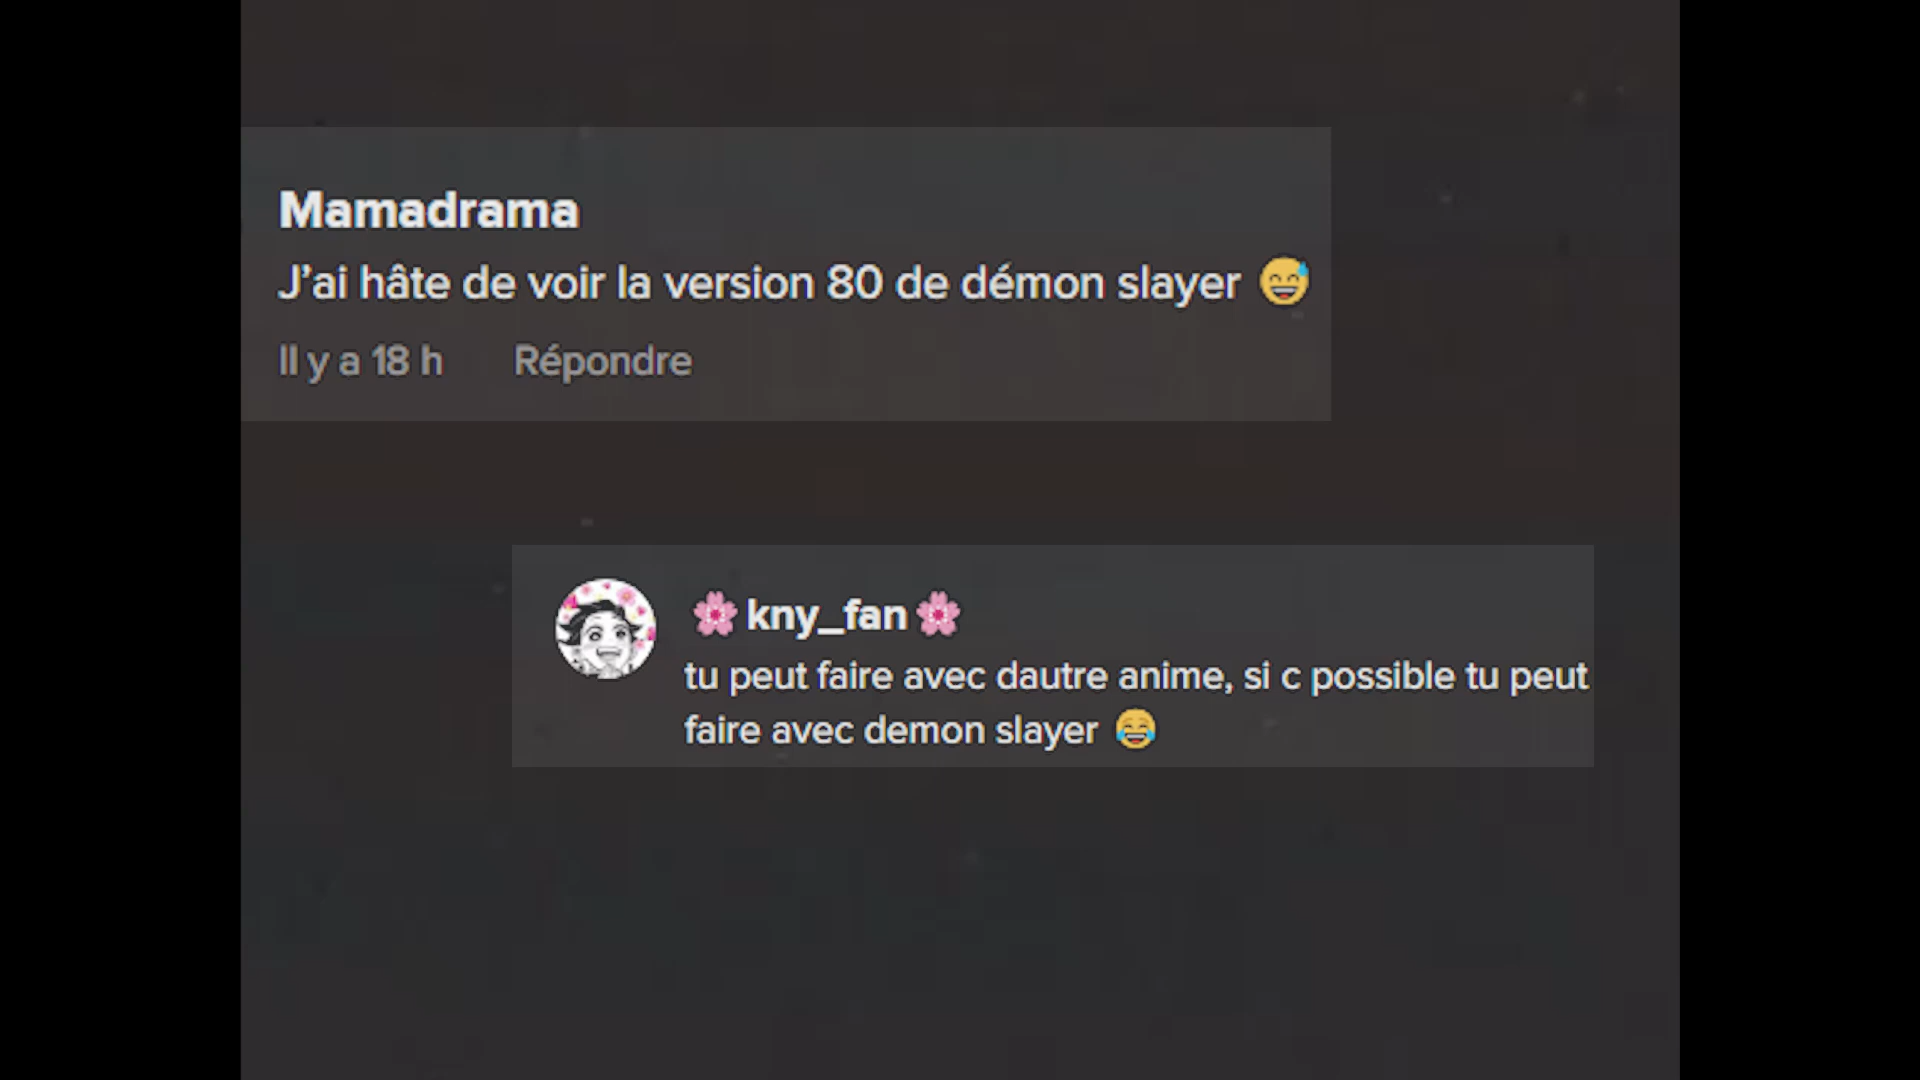 Mamadrama
J’ai hâte de voir la version 80 de démon slayer 😅
Il y a 18 h Répondre
🌸 kny_fan 🌸
tu peut faire avec dautre anime, si c possible tu peut
faire avec demon slayer 😂